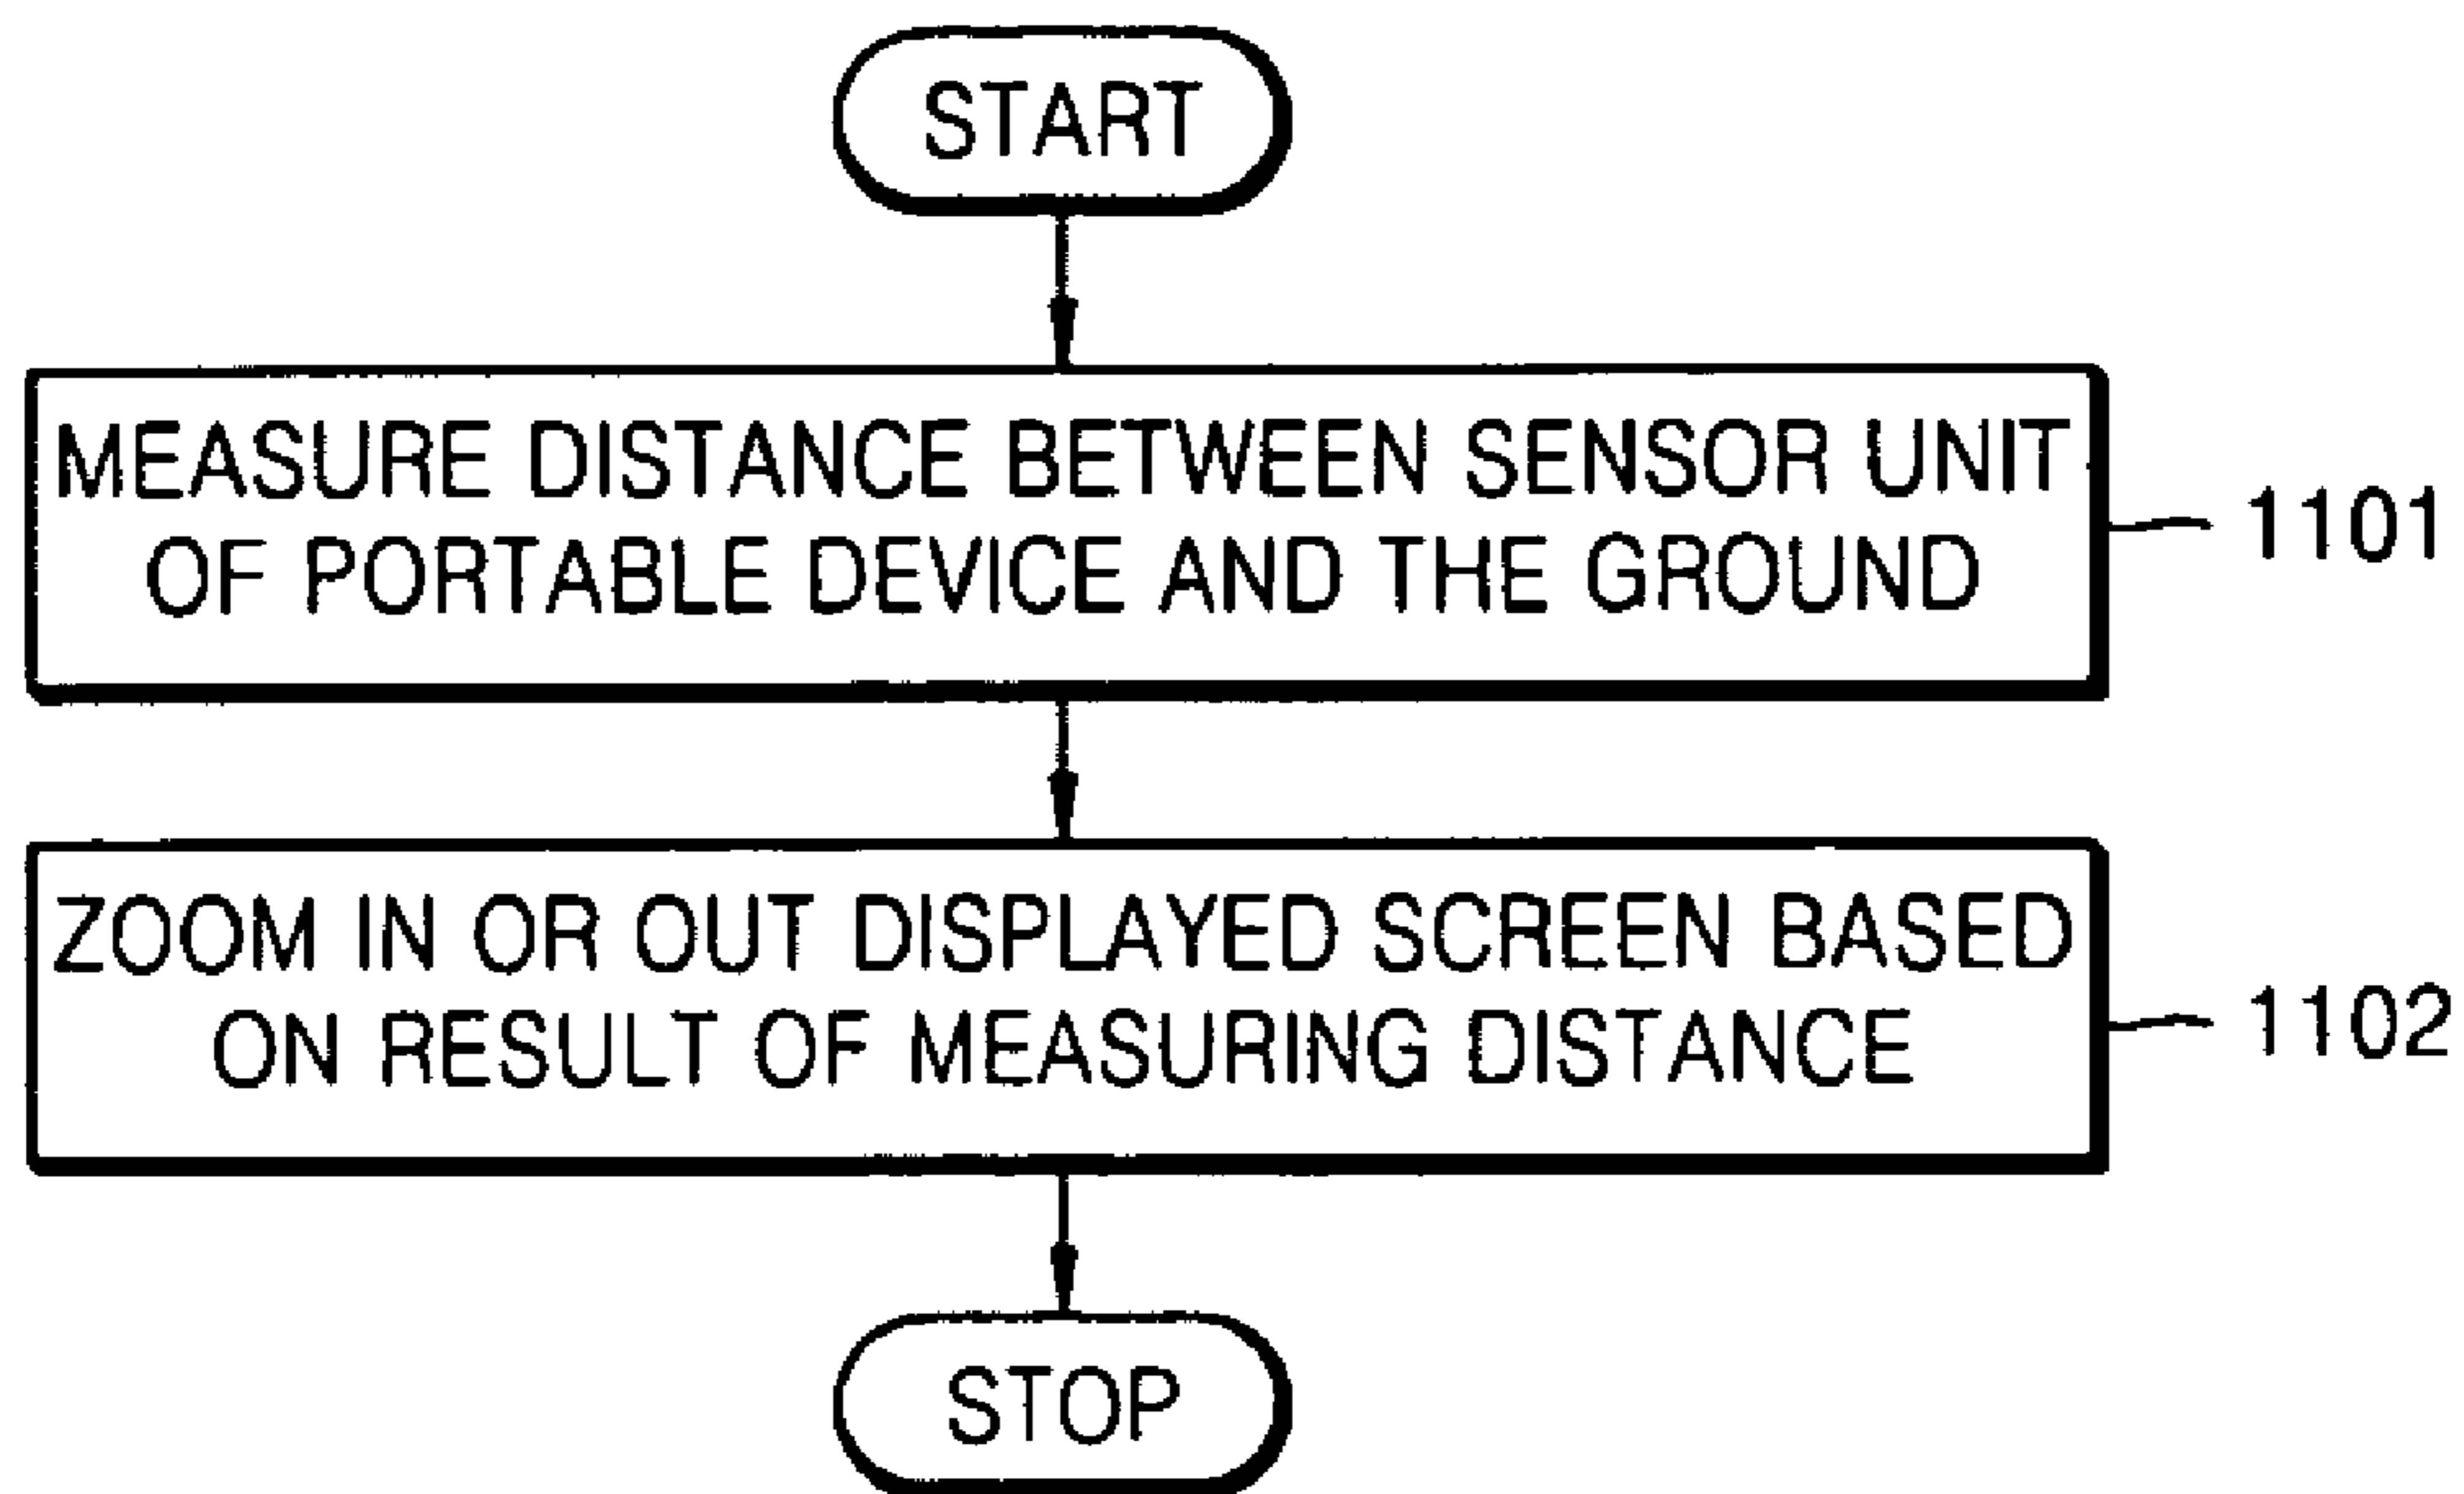 START
MEASURE DISTANCE BETWEEN SENSOR UNIT
OF PORTABLE DEVICE AND THE GROUND
1101
ZOOM IN OR OUT DISPLAYED SCREEN BASED
ON RESULT OF MEASURING DISTANCE
1102
STOP